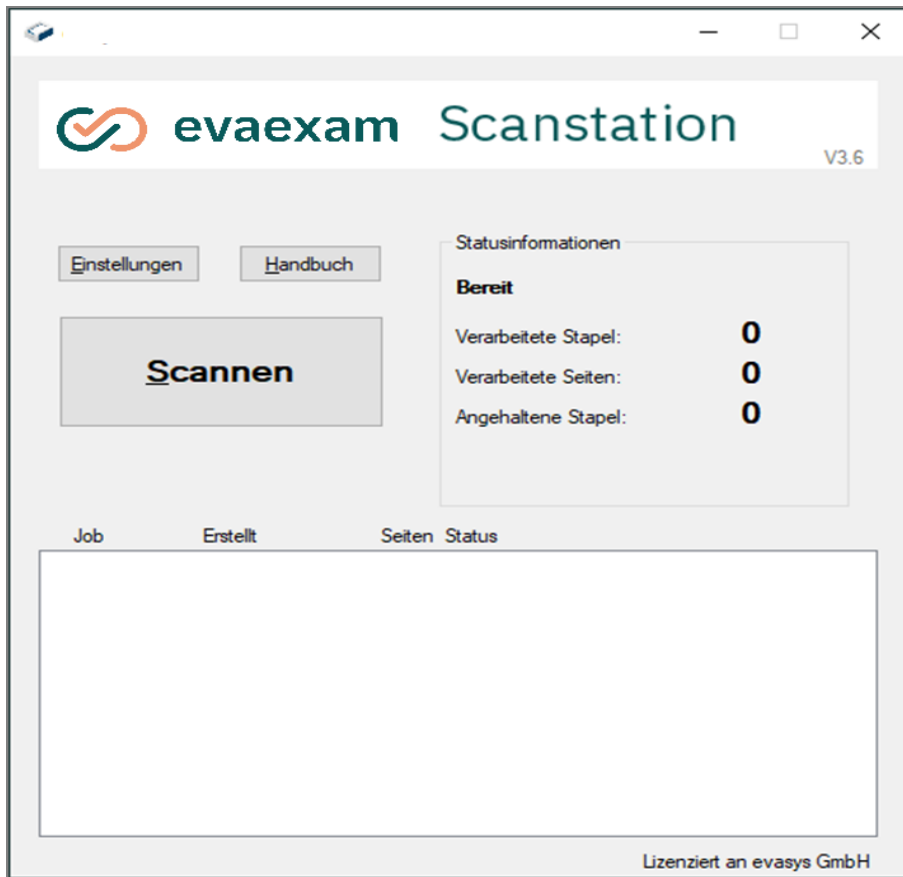 evaexam Scanstation
V3.6
Einstellungen
Handbuch
Scannen
Statusinformationen
Bereit
Verarbeitete Stapel: 0
Verarbeitete Seiten: 0
Angehaltene Stapel: 0
Job Erstellt Seiten Status
Lizenziert an evasys GmbH